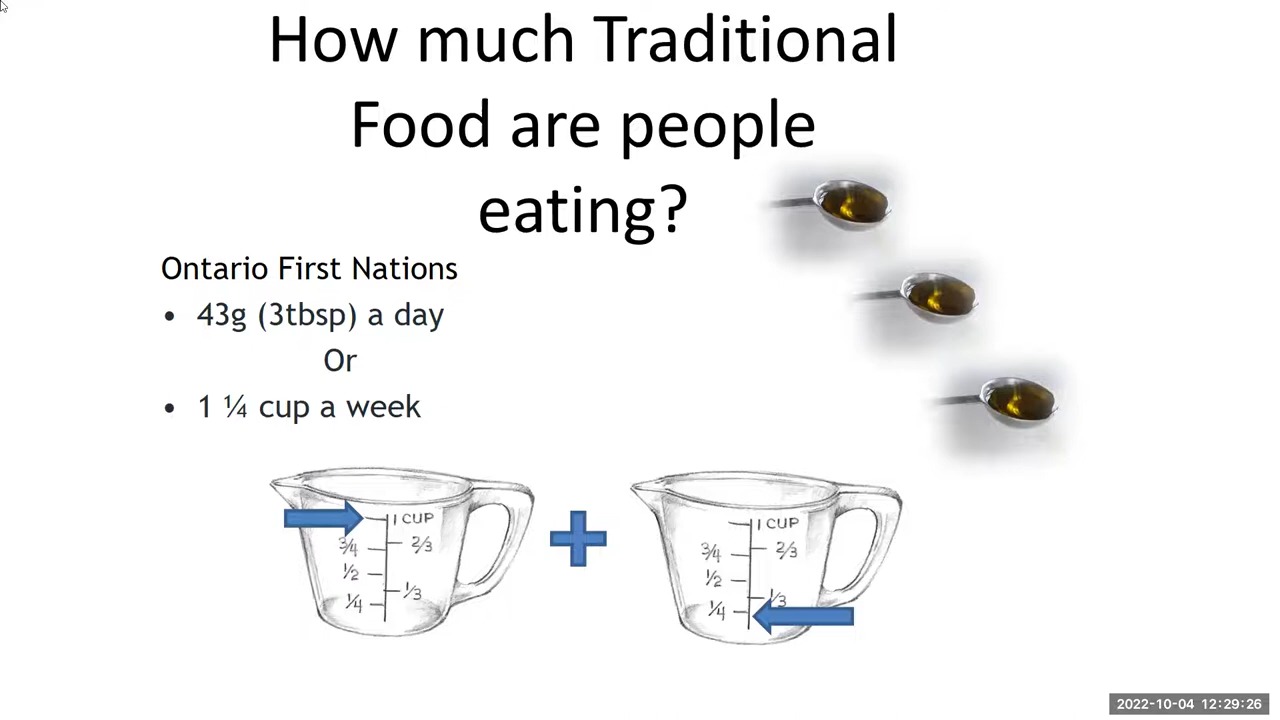 How much Traditional
Food are people
eating?
Ontario First Nations
• 43g (3tbsp) a day
Or
• 1 ¼ cup a week
1 CUP
3/4
2/3
1/2
1/3
1/4
1 CUP
3/4
2/3
1/2
1/3
1/4
2022-10-04 12:29:26